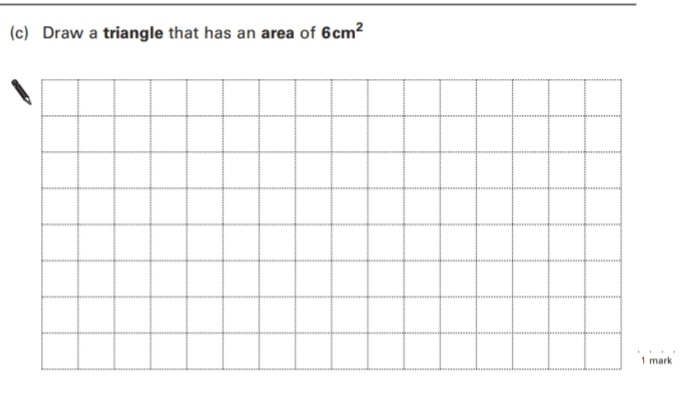 (c) Draw a triangle that has an area of 6cm²
1 mark